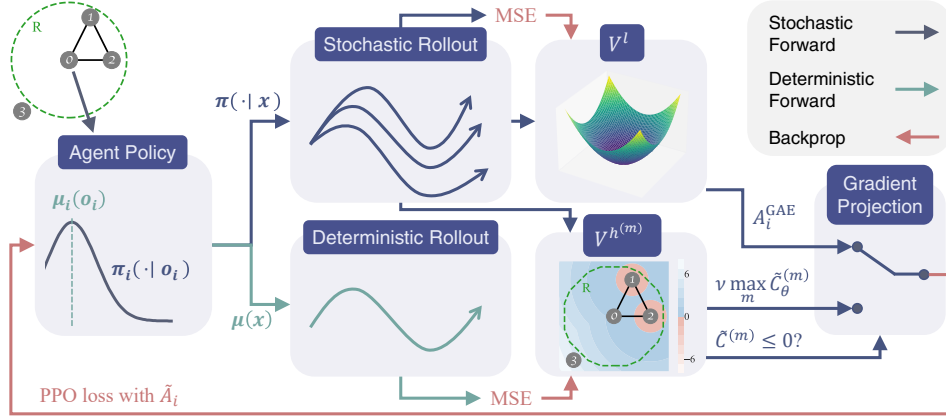 R
1
0
2
3
Agent Policy
μ_i(o_i)
π_i(· | o_i)
π(· | x)
μ(x)
Stochastic Rollout
Deterministic Rollout
MSE
V^l
V^{h^{(m)}}
R
1
0
2
3
6
0
−6
MSE
Stochastic
Forward
Deterministic
Forward
Backprop
Gradient
Projection
A_i^{GAE}
ν max_m C̃_θ^{(m)}
C̃^{(m)} ≤ 0?
PPO loss with Ã_i